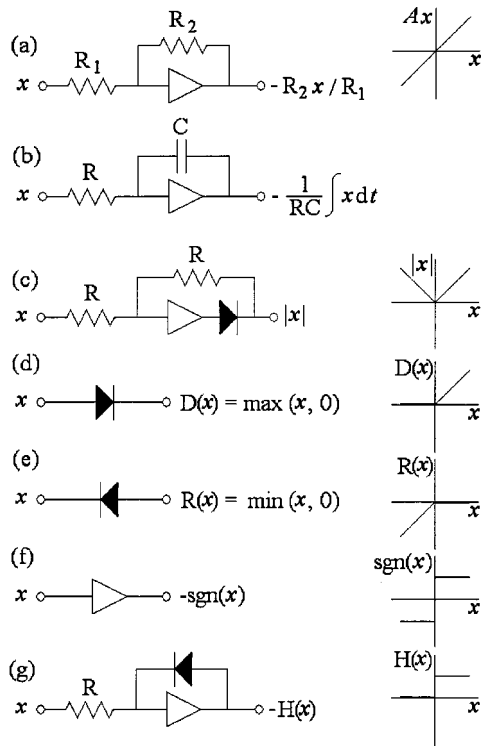 (a)
R₂
R₁
x
- R₂ x / R₁
Ax
x
(b)
C
R
x
- 1/RC ∫ x dt
(c)
R
R
x
|x|
|x|
x
(d)
x
D(x) = max (x, 0)
D(x)
x
(e)
x
R(x) = min (x, 0)
R(x)
x
(f)
x
-sgn(x)
sgn(x)
x
(g)
R
x
-H(x)
H(x)
x